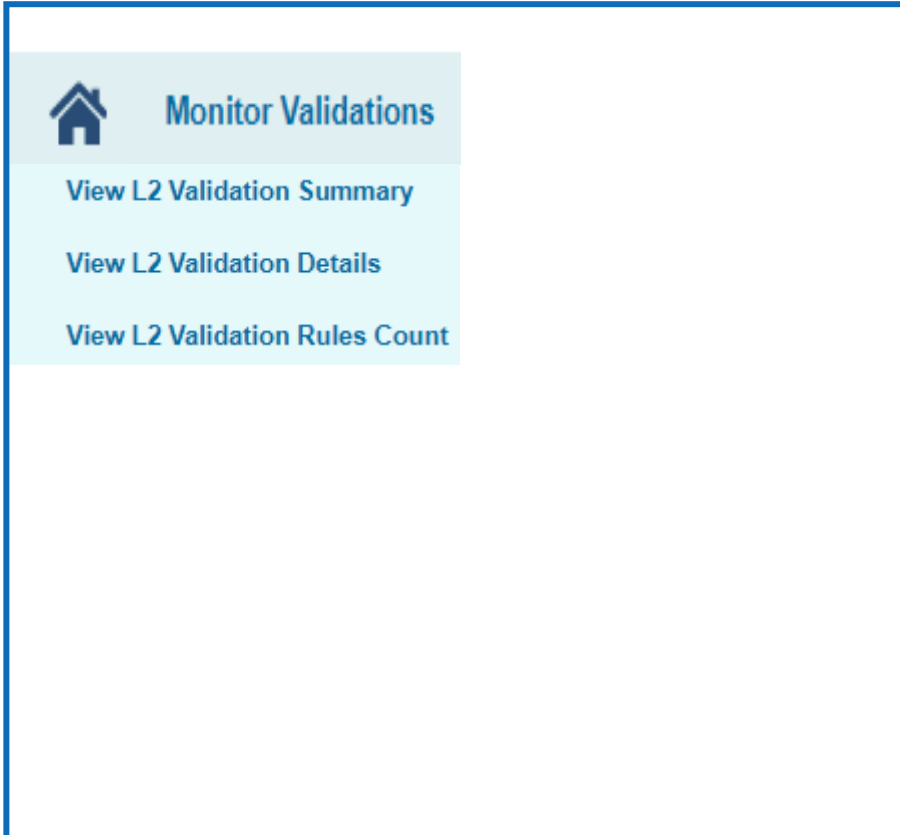 Monitor Validations
View L2 Validation Summary
View L2 Validation Details
View L2 Validation Rules Count